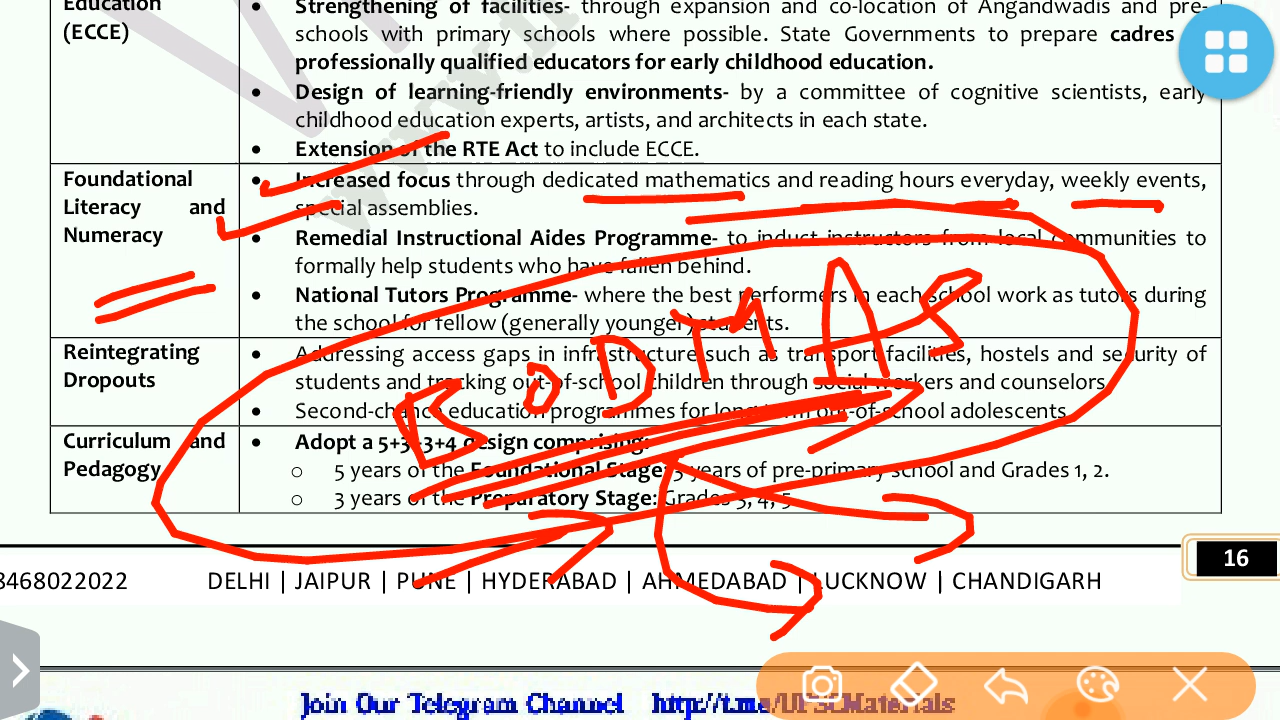 Education
(ECCE)
• Strengthening of facilities- through expansion and co-location of Angandwadis and pre-
schools with primary schools where possible. State Governments to prepare cadres
professionally qualified educators for early childhood education.
• Design of learning-friendly environments- by a committee of cognitive scientists, early
childhood education experts, artists, and architects in each state.
• Extension of the RTE Act to include ECCE.
Foundational
Literacy and
Numeracy
• Increased focus through dedicated mathematics and reading hours everyday, weekly events,
special assemblies.
• Remedial Instructional Aides Programme- to induct instructors from local communities to
formally help students who have fallen behind.
• National Tutors Programme- where the best performers in each school work as tutors during
the school for fellow (generally younger) students.
Reintegrating
Dropouts
• Addressing access gaps in infrastructure such as transport facilities, hostels and security of
students and tracking out-of-school children through social workers and counselors
• Second-chance education programmes for long-term out-of-school adolescents
BODMAS
Curriculum and
Pedagogy
• Adopt a 5+3+3+4 design comprising:
o 5 years of the Foundational Stage: 3 years of pre-primary school and Grades 1, 2.
o 3 years of the Preparatory Stage: Grades 3, 4, 5
16
8468022022 DELHI | JAIPUR | PUNE | HYDERABAD | AHMEDABAD | LUCKNOW | CHANDIGARH
Join Our Telegram Channel http://t.me/UPSCMaterials